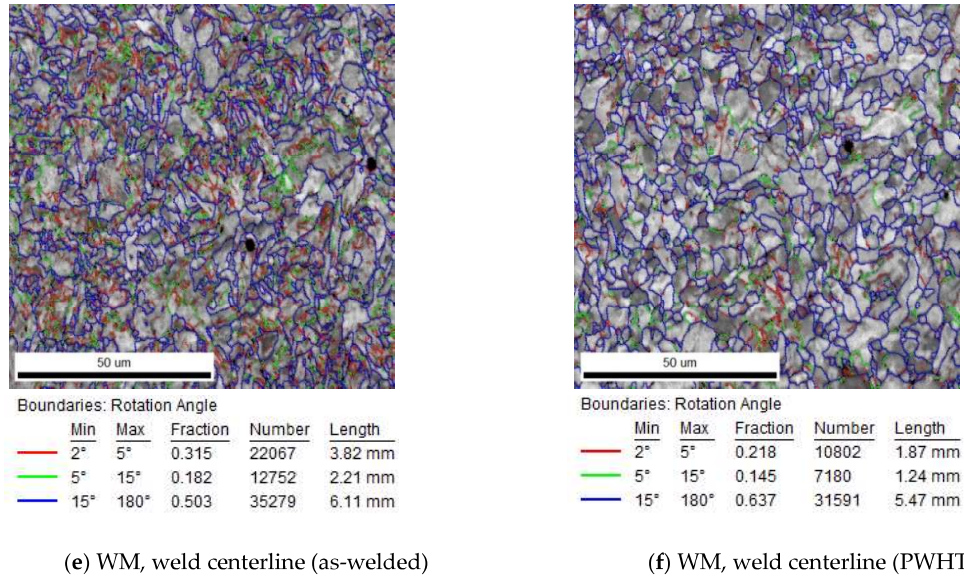 50 um
Boundaries: Rotation Angle
Min Max Fraction Number Length
2° 5° 0.315 22067 3.82 mm
5° 15° 0.182 12752 2.21 mm
15° 180° 0.503 35279 6.11 mm
(e) WM, weld centerline (as-welded)
50 um
Boundaries: Rotation Angle
Min Max Fraction Number Length
2° 5° 0.218 10802 1.87 mm
5° 15° 0.145 7180 1.24 mm
15° 180° 0.637 31591 5.47 mm
(f) WM, weld centerline (PWHT